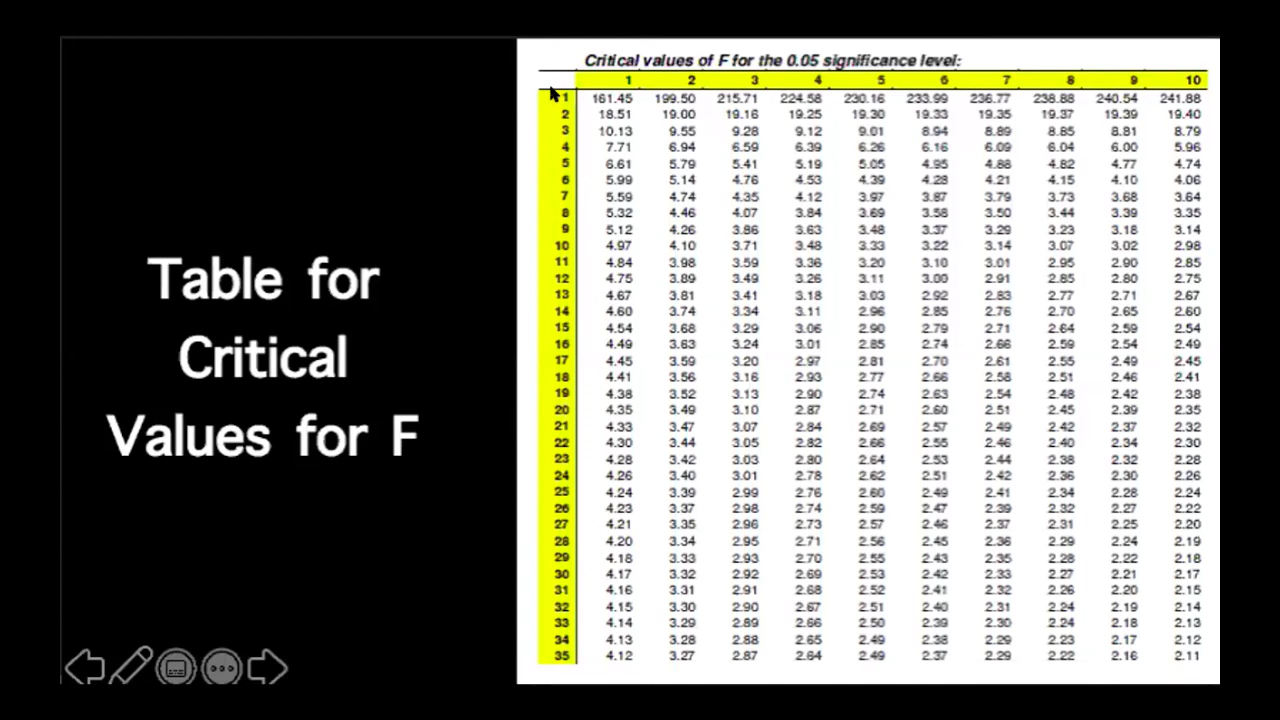 Table for
Critical
Values for F
Critical values of F for the 0.05 significance level:
1 2 3 4 5 6 7 8 9 10
1 161.45 199.50 215.71 224.58 230.16 233.99 236.77 238.88 240.54 241.88
2 18.51 19.00 19.16 19.25 19.30 19.33 19.35 19.37 19.39 19.40
3 10.13 9.55 9.28 9.12 9.01 8.94 8.89 8.85 8.81 8.79
4 7.71 6.94 6.59 6.39 6.26 6.16 6.09 6.04 6.00 5.96
5 6.61 5.79 5.41 5.19 5.05 4.95 4.88 4.82 4.77 4.74
6 5.99 5.14 4.76 4.53 4.39 4.28 4.21 4.15 4.10 4.06
7 5.59 4.74 4.35 4.12 3.97 3.87 3.79 3.73 3.68 3.64
8 5.32 4.46 4.07 3.84 3.69 3.58 3.50 3.44 3.39 3.35
9 5.12 4.26 3.86 3.63 3.48 3.37 3.29 3.23 3.18 3.14
10 4.97 4.10 3.71 3.48 3.33 3.22 3.14 3.07 3.02 2.98
11 4.84 3.98 3.59 3.36 3.20 3.10 3.01 2.95 2.90 2.85
12 4.75 3.89 3.49 3.26 3.11 3.00 2.91 2.85 2.80 2.75
13 4.67 3.81 3.41 3.18 3.03 2.92 2.83 2.77 2.71 2.67
14 4.60 3.74 3.34 3.11 2.96 2.85 2.76 2.70 2.65 2.60
15 4.54 3.68 3.29 3.06 2.90 2.79 2.71 2.64 2.59 2.54
16 4.49 3.63 3.24 3.01 2.85 2.74 2.66 2.59 2.54 2.49
17 4.45 3.59 3.20 2.97 2.81 2.70 2.61 2.55 2.49 2.45
18 4.41 3.56 3.16 2.93 2.77 2.66 2.58 2.51 2.46 2.41
19 4.38 3.52 3.13 2.90 2.74 2.63 2.54 2.48 2.42 2.38
20 4.35 3.49 3.10 2.87 2.71 2.60 2.51 2.45 2.39 2.35
21 4.33 3.47 3.07 2.84 2.69 2.57 2.49 2.42 2.37 2.32
22 4.30 3.44 3.05 2.82 2.66 2.55 2.46 2.40 2.34 2.30
23 4.28 3.42 3.03 2.80 2.64 2.53 2.44 2.38 2.32 2.28
24 4.26 3.40 3.01 2.78 2.62 2.51 2.42 2.36 2.30 2.26
25 4.24 3.39 2.99 2.76 2.60 2.49 2.41 2.34 2.28 2.24
26 4.23 3.37 2.98 2.74 2.59 2.47 2.39 2.32 2.27 2.22
27 4.21 3.35 2.96 2.73 2.57 2.46 2.37 2.31 2.25 2.20
28 4.20 3.34 2.95 2.71 2.56 2.45 2.36 2.29 2.24 2.19
29 4.18 3.33 2.93 2.70 2.55 2.43 2.35 2.28 2.22 2.18
30 4.17 3.32 2.92 2.69 2.53 2.42 2.33 2.27 2.21 2.17
31 4.16 3.31 2.91 2.68 2.52 2.41 2.32 2.26 2.20 2.15
32 4.15 3.30 2.90 2.67 2.51 2.40 2.31 2.24 2.19 2.14
33 4.14 3.29 2.89 2.66 2.50 2.39 2.30 2.24 2.18 2.13
34 4.13 3.28 2.88 2.65 2.49 2.38 2.29 2.23 2.17 2.12
35 4.12 3.27 2.87 2.64 2.49 2.37 2.29 2.22 2.16 2.11